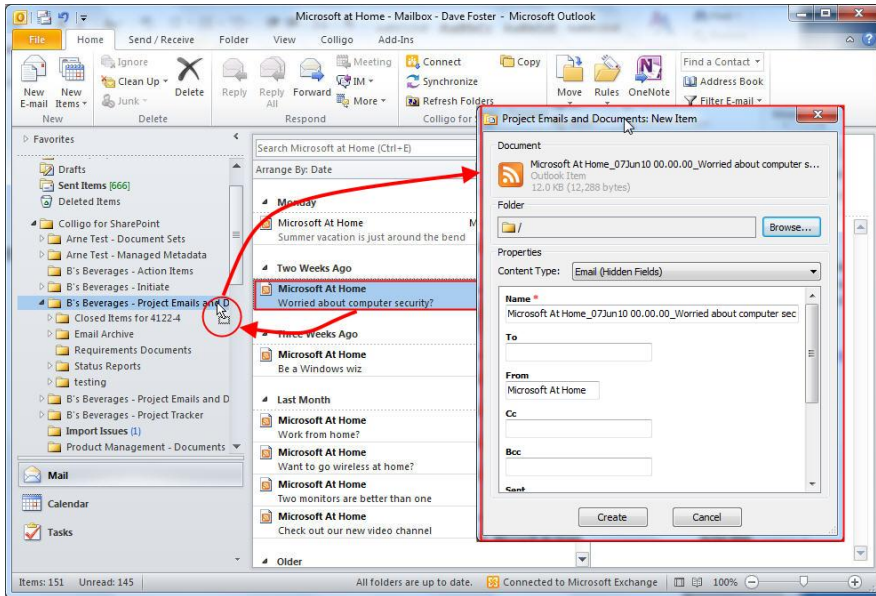 Microsoft at Home - Mailbox - Dave Foster - Microsoft Outlook
File Home Send / Receive Folder View Colligo Add-Ins
New E-mail
New Items
Ignore
Clean Up
Junk
Delete
Reply
Reply All
Forward
Meeting
IM
More
Connect
Synchronize
Refresh Folders
Copy
Move
Rules
OneNote
Find a Contact
Address Book
Filter E-mail
New Delete Respond Colligo for
Favorites
Drafts
Sent Items [666]
Deleted Items
Colligo for SharePoint
Arne Test - Document Sets
Arne Test - Managed Metadata
B's Beverages - Action Items
B's Beverages - Initiate
B's Beverages - Project Emails and D
Closed Items for 4122-4
Email Archive
Requirements Documents
Status Reports
testing
B's Beverages - Project Emails and D
B's Beverages - Project Tracker
Import Issues (1)
Product Management - Documents
Mail
Calendar
Tasks
Search Microsoft at Home (Ctrl+E)
Arrange By: Date
Monday
Microsoft At Home M
Summer vacation is just around the bend
Two Weeks Ago
Microsoft At Home
Worried about computer security?
Three Weeks Ago
Microsoft At Home
Be a Windows wiz
Last Month
Microsoft At Home
Work from home?
Microsoft At Home
Want to go wireless at home?
Microsoft At Home
Two monitors are better than one
Microsoft At Home
Check out our new video channel
Older
Project Emails and Documents: New Item
Document
Microsoft At Home_07Jun10 00.00.00_Worried about computer s...
Outlook Item
12.0 KB (12,288 bytes)
Folder
/
Browse...
Properties
Content Type: Email (Hidden Fields)
Name *
Microsoft At Home_07Jun10 00.00.00_Worried about computer sec
To
From
Microsoft At Home
Cc
Bcc
Sent
Create Cancel
Items: 151 Unread: 145 All folders are up to date. Connected to Microsoft Exchange 100%